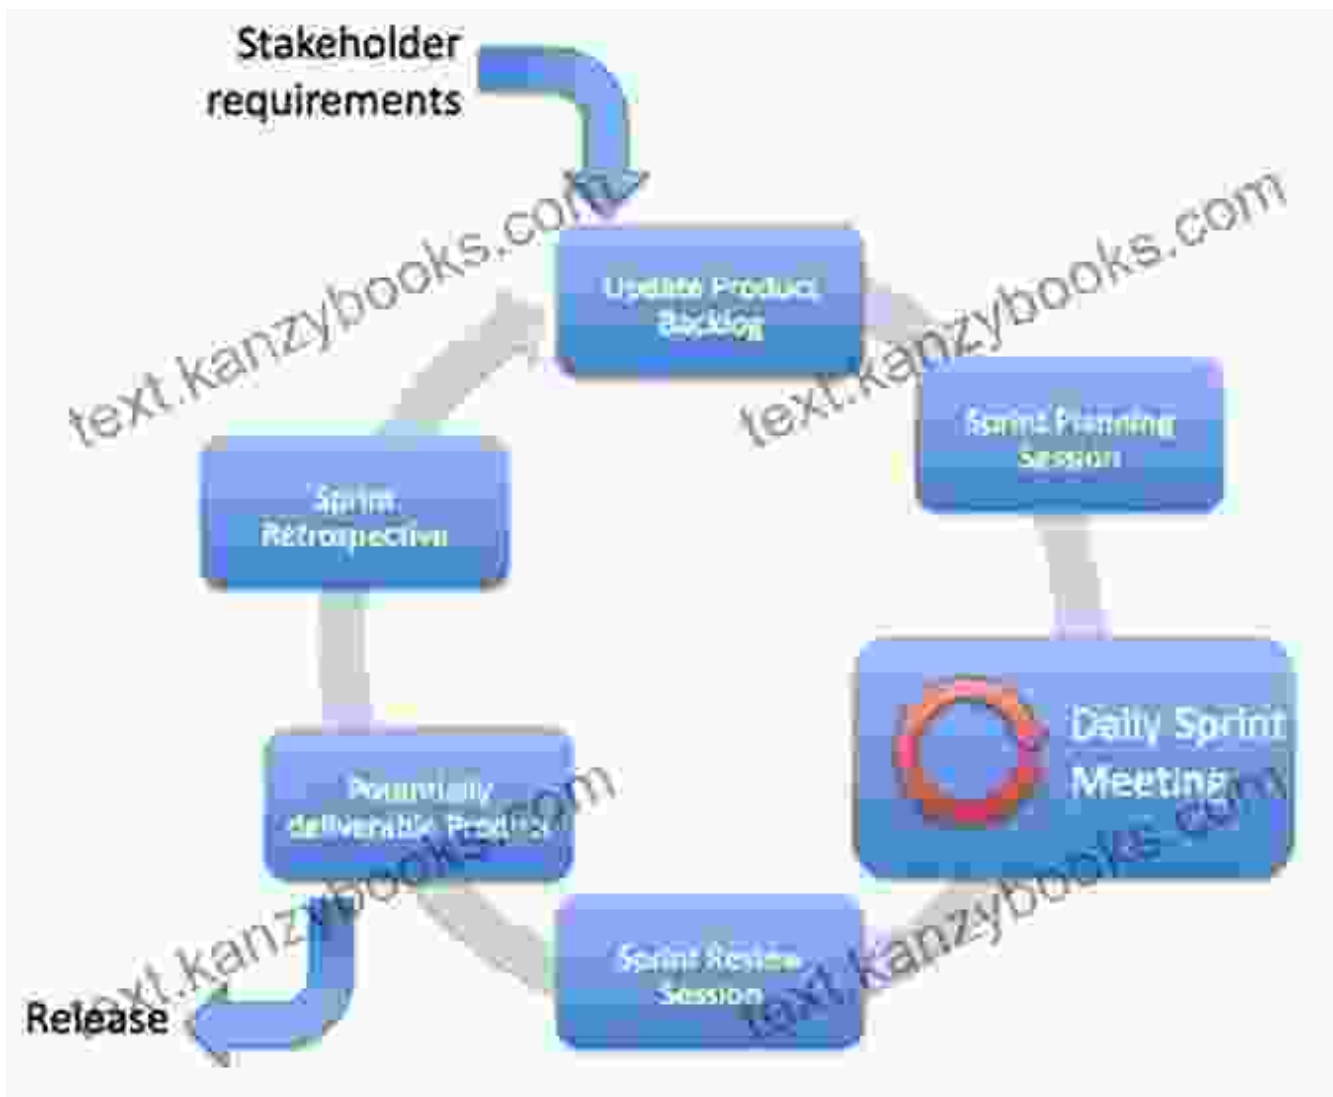 Stakeholder
requirements
Update Product
Backlog
Sprint Planning
Session
Daily Sprint
Meeting
Sprint Review
Session
Potentially
deliverable Product
Release
Sprint
Retrospective
text.kanzybooks.com
text.kanzybooks.com
text.kanzybooks.com
text.kanzybooks.com